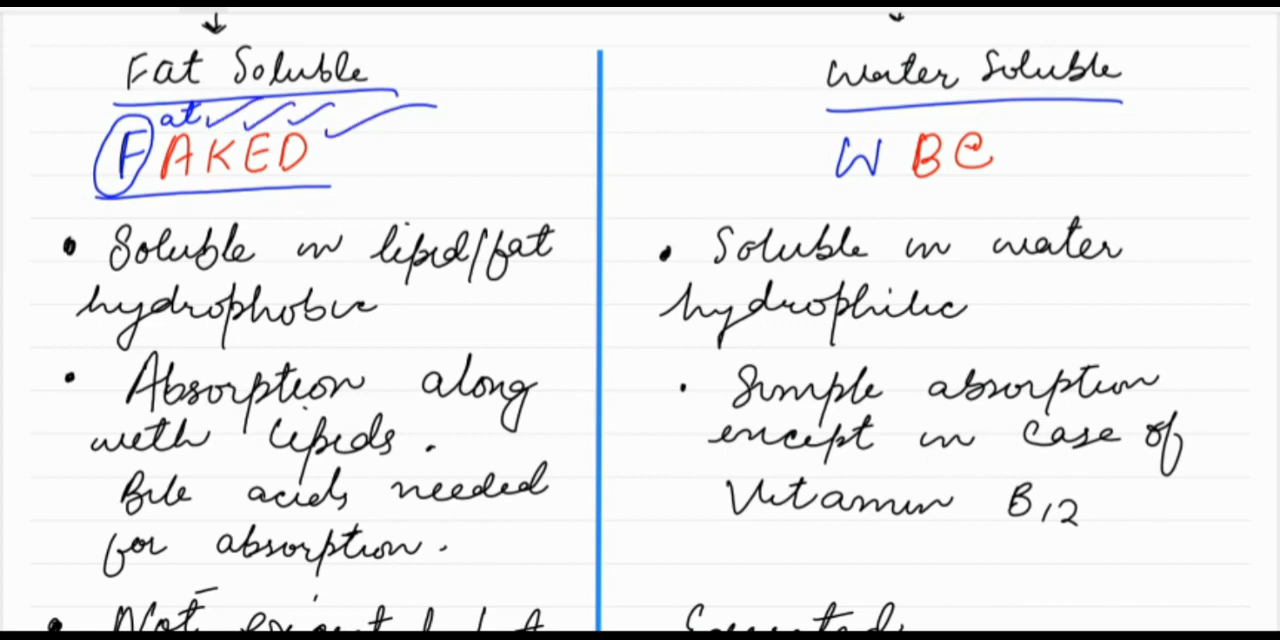 Fat Soluble
at
FAKED
• Soluble in lipid/fat
hydrophobic
• Absorption along
with lipids.
Bile acids needed
for absorption.
• Not
Water Soluble
W B C
• Soluble in water
hydrophilic
• Simple absorption
except in case of
Vitamin B12